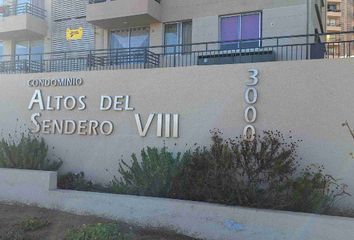 CONDOMINIO
ALTOS DEL
SENDERO VIII
3000